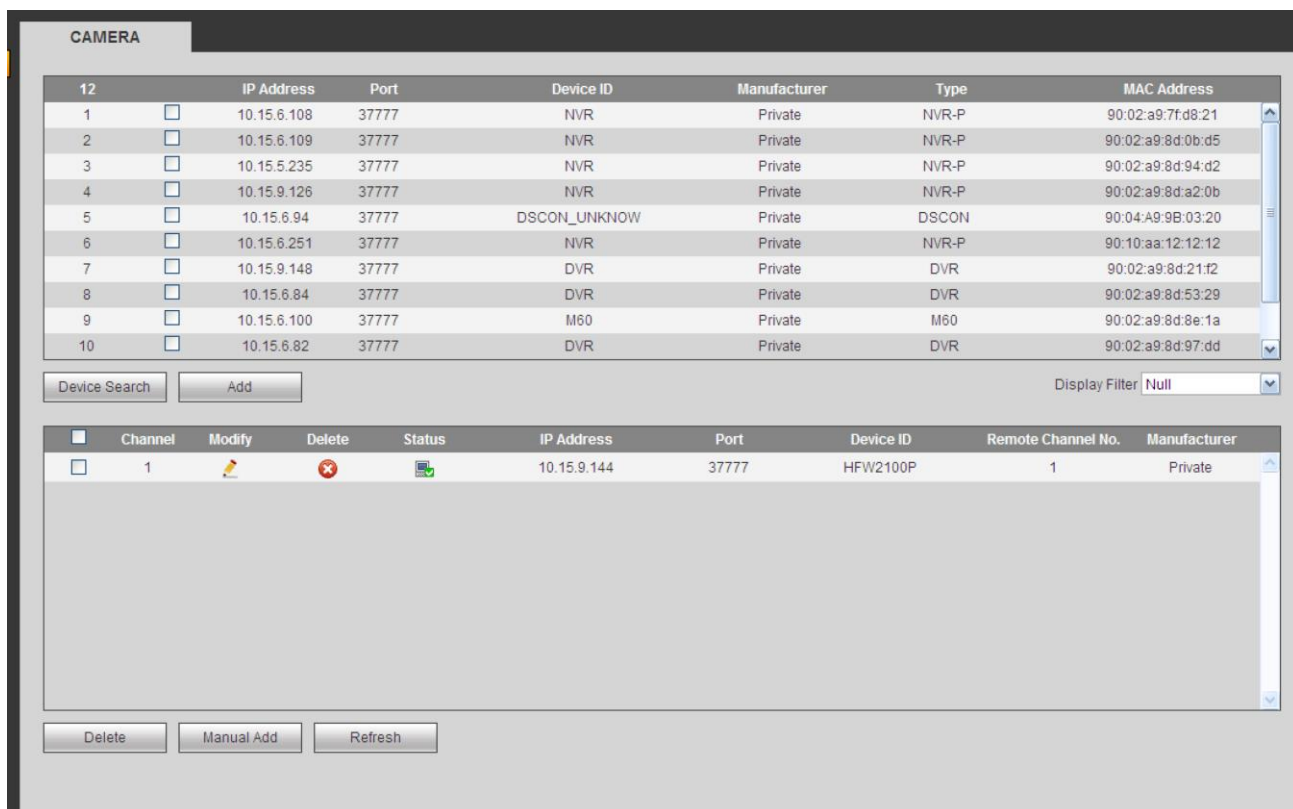 CAMERA
12 IP Address Port Device ID Manufacturer Type MAC Address
1 10.15.6.108 37777 NVR Private NVR-P 90:02:a9:7f:d8:21
2 10.15.6.109 37777 NVR Private NVR-P 90:02:a9:8d:0b:d5
3 10.15.5.235 37777 NVR Private NVR-P 90:02:a9:8d:94:d2
4 10.15.9.126 37777 NVR Private NVR-P 90:02:a9:8d:a2:0b
5 10.15.6.94 37777 DSCON_UNKNOW Private DSCON 90:04:A9:9B:03:20
6 10.15.6.251 37777 NVR Private NVR-P 90:10:aa:12:12:12
7 10.15.9.148 37777 DVR Private DVR 90:02:a9:8d:21:f2
8 10.15.6.84 37777 DVR Private DVR 90:02:a9:8d:53:29
9 10.15.6.100 37777 M60 Private M60 90:02:a9:8d:8e:1a
10 10.15.6.82 37777 DVR Private DVR 90:02:a9:8d:97:dd
Device Search Add Display Filter Null
Channel Modify Delete Status IP Address Port Device ID Remote Channel No. Manufacturer
1 10.15.9.144 37777 HFW2100P 1 Private
Delete Manual Add Refresh